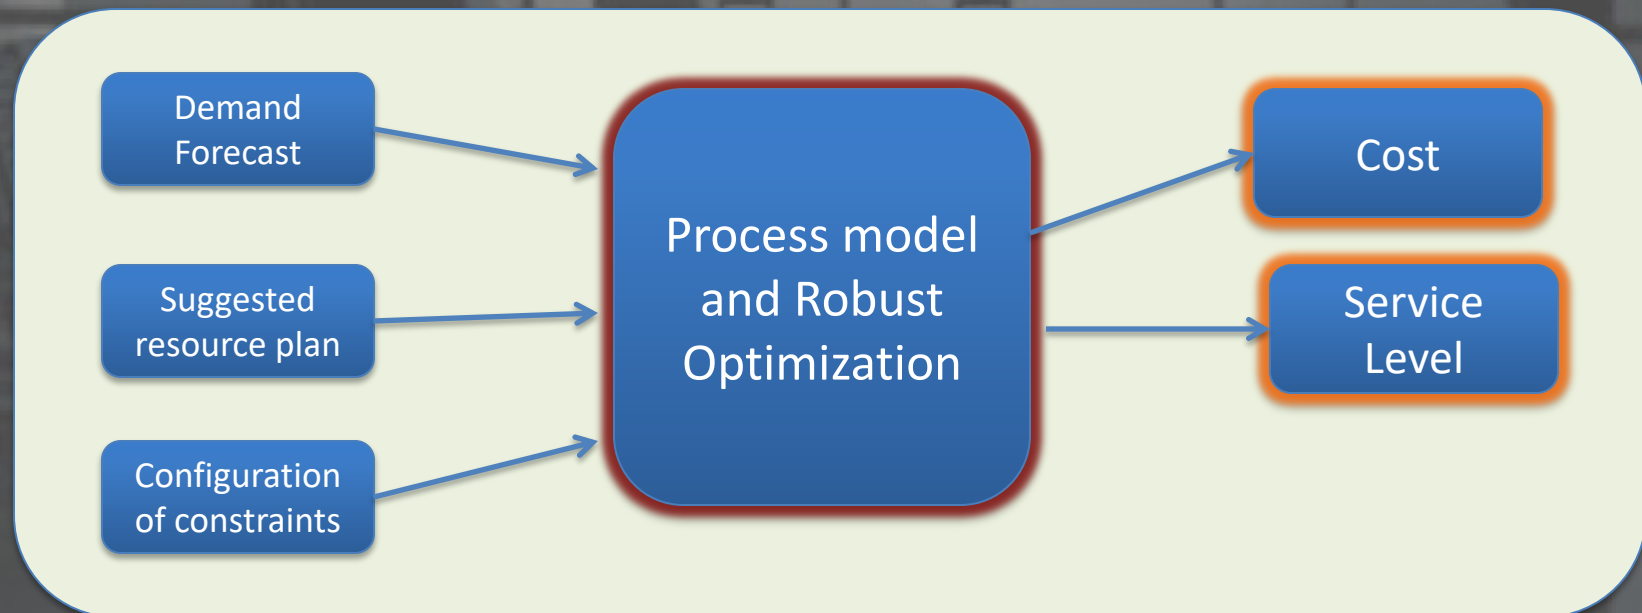 Demand
Forecast
Suggested
resource plan
Configuration
of constraints
Process model
and Robust
Optimization
Cost
Service
Level